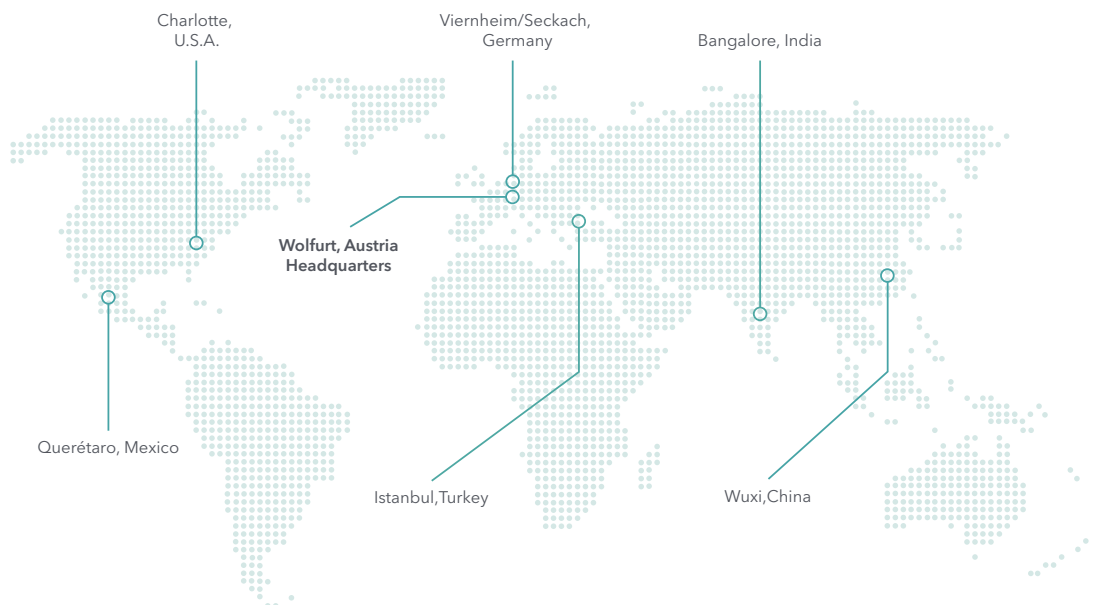 Charlotte,
U.S.A.
Viernheim/Seckach,
Germany
Bangalore, India
Wolfurt, Austria
Headquarters
Querétaro, Mexico
Istanbul,Turkey
Wuxi,China